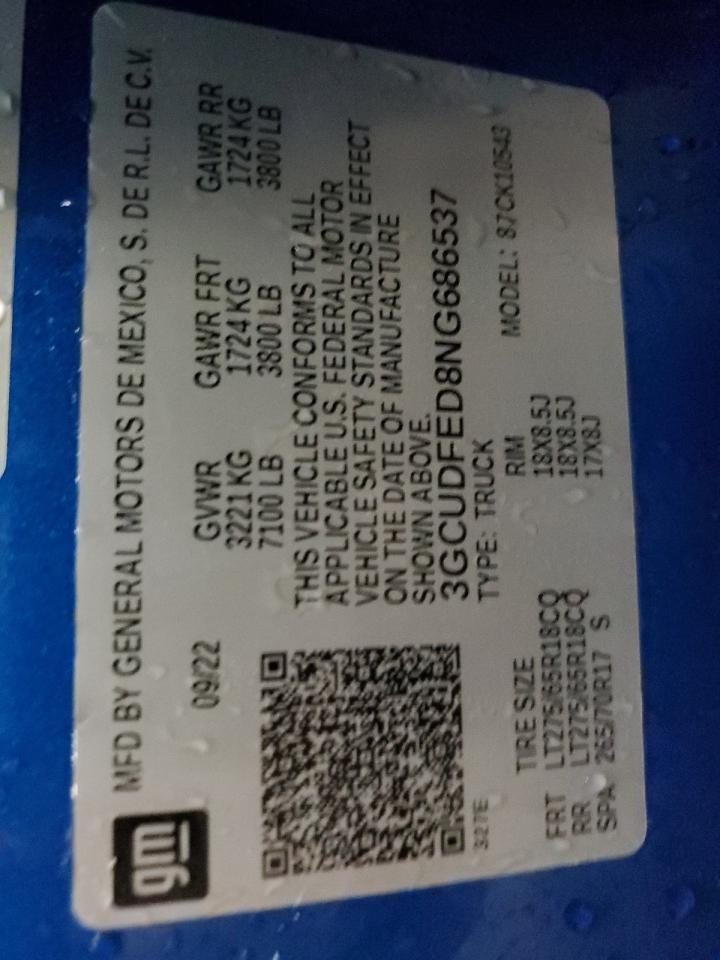 gm
MFD BY GENERAL MOTORS DE MEXICO, S. DE R.L. DE C.V.
09/22 GVWR GAWR FRT GAWR RR
3221 KG 1724 KG 1724 KG
7100 LB 3800 LB 3800 LB
THIS VEHICLE CONFORMS TO ALL
APPLICABLE U.S. FEDERAL MOTOR
VEHICLE SAFETY STANDARDS IN EFFECT
ON THE DATE OF MANUFACTURE
SHOWN ABOVE.
3GCUDFED8NG686537
TYPE: TRUCK MODEL: 87CK10543
327E
TIRE SIZE RIM
FRT LT275/65R18CQ 18X8.5J
RR LT275/65R18CQ 18X8.5J
SPA 265/70R17 S 17X8J